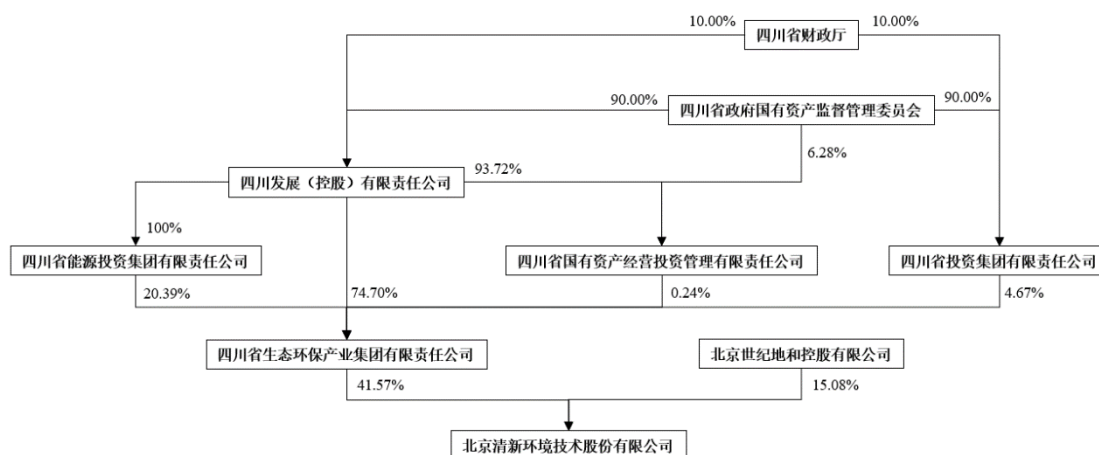 10.00%
四川省财政厅
10.00%
90.00%
四川省政府国有资产监督管理委员会
90.00%
6.28%
四川发展（控股）有限责任公司
93.72%
100%
四川省能源投资集团有限责任公司
四川省国有资产经营投资管理有限责任公司
四川省投资集团有限责任公司
20.39%
74.70%
0.24%
4.67%
四川省生态环保产业集团有限责任公司
北京世纪地和控股有限公司
41.57%
15.08%
北京清新环境技术股份有限公司